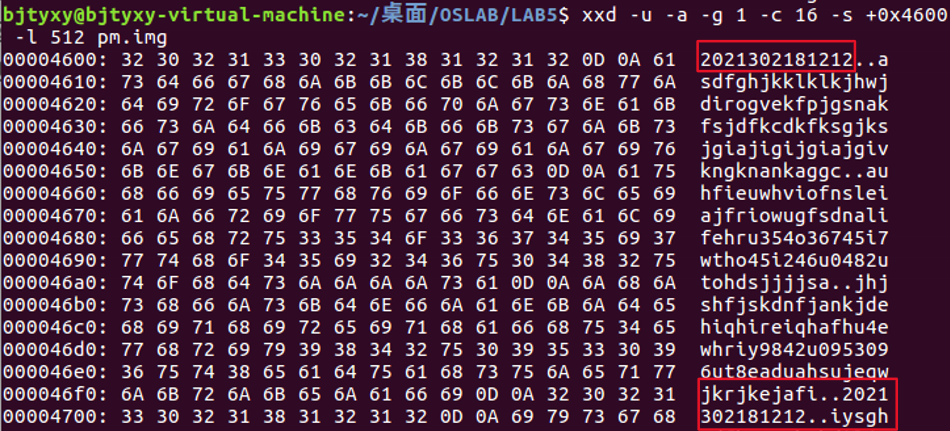 bjtyxy@bjtyxy-virtual-machine:~/桌面/OSLAB/LAB5$ xxd -u -a -g 1 -c 16 -s +0x4600
 -l 512 pm.img
00004600: 32 30 32 31 33 30 32 31 38 31 32 31 32 0D 0A 61  2021302181212..a
00004610: 73 64 66 67 68 6A 6B 6B 6C 6B 6C 6B 6A 68 77 6A  sdfghjkklklkjhwj
00004620: 64 69 72 6F 67 76 65 6B 66 70 6A 67 73 6E 61 6B  dirogvekfpjgsnak
00004630: 66 73 6A 64 66 6B 63 64 6B 66 6B 73 67 6A 6B 73  fsjdfkcdkfksgjks
00004640: 6A 67 69 61 6A 69 67 69 6A 67 69 61 6A 67 69 76  jgiajigijgiajgiv
00004650: 6B 6E 67 6B 6E 61 6E 6B 61 67 67 63 0D 0A 61 75  kngknankaggc..au
00004660: 68 66 69 65 75 77 68 76 69 6F 66 6E 73 6C 65 69  hfieuwhviofnslei
00004670: 61 6A 66 72 69 6F 77 75 67 66 73 64 6E 61 6C 69  ajfriowugfsdnali
00004680: 66 65 68 72 75 33 35 34 6F 33 36 37 34 35 69 37  fehru354o36745i7
00004690: 77 74 68 6F 34 35 69 32 34 36 75 30 34 38 32 75  wtho45i246u0482u
000046a0: 74 6F 68 64 73 6A 6A 6A 6A 73 61 0D 0A 6A 68 6A  tohdsjjjjsa..jhj
000046b0: 73 68 66 6A 73 6B 64 6E 66 6A 61 6E 6B 6A 64 65  shfjskdnfjankjde
000046c0: 68 69 71 68 69 72 65 69 71 68 61 66 68 75 34 65  hiqhireiqhafhu4e
000046d0: 77 68 72 69 79 39 38 34 32 75 30 39 35 33 30 39  whriy9842u095309
000046e0: 36 75 74 38 65 61 64 75 61 68 73 75 6A 65 71 77  6ut8eaduahsujeqw
000046f0: 6A 6B 72 6A 6B 65 6A 61 66 69 0D 0A 32 30 32 31  jkrjkejafi..2021
00004700: 33 30 32 31 38 31 32 31 32 0D 0A 69 79 73 67 68  302181212..iysgh